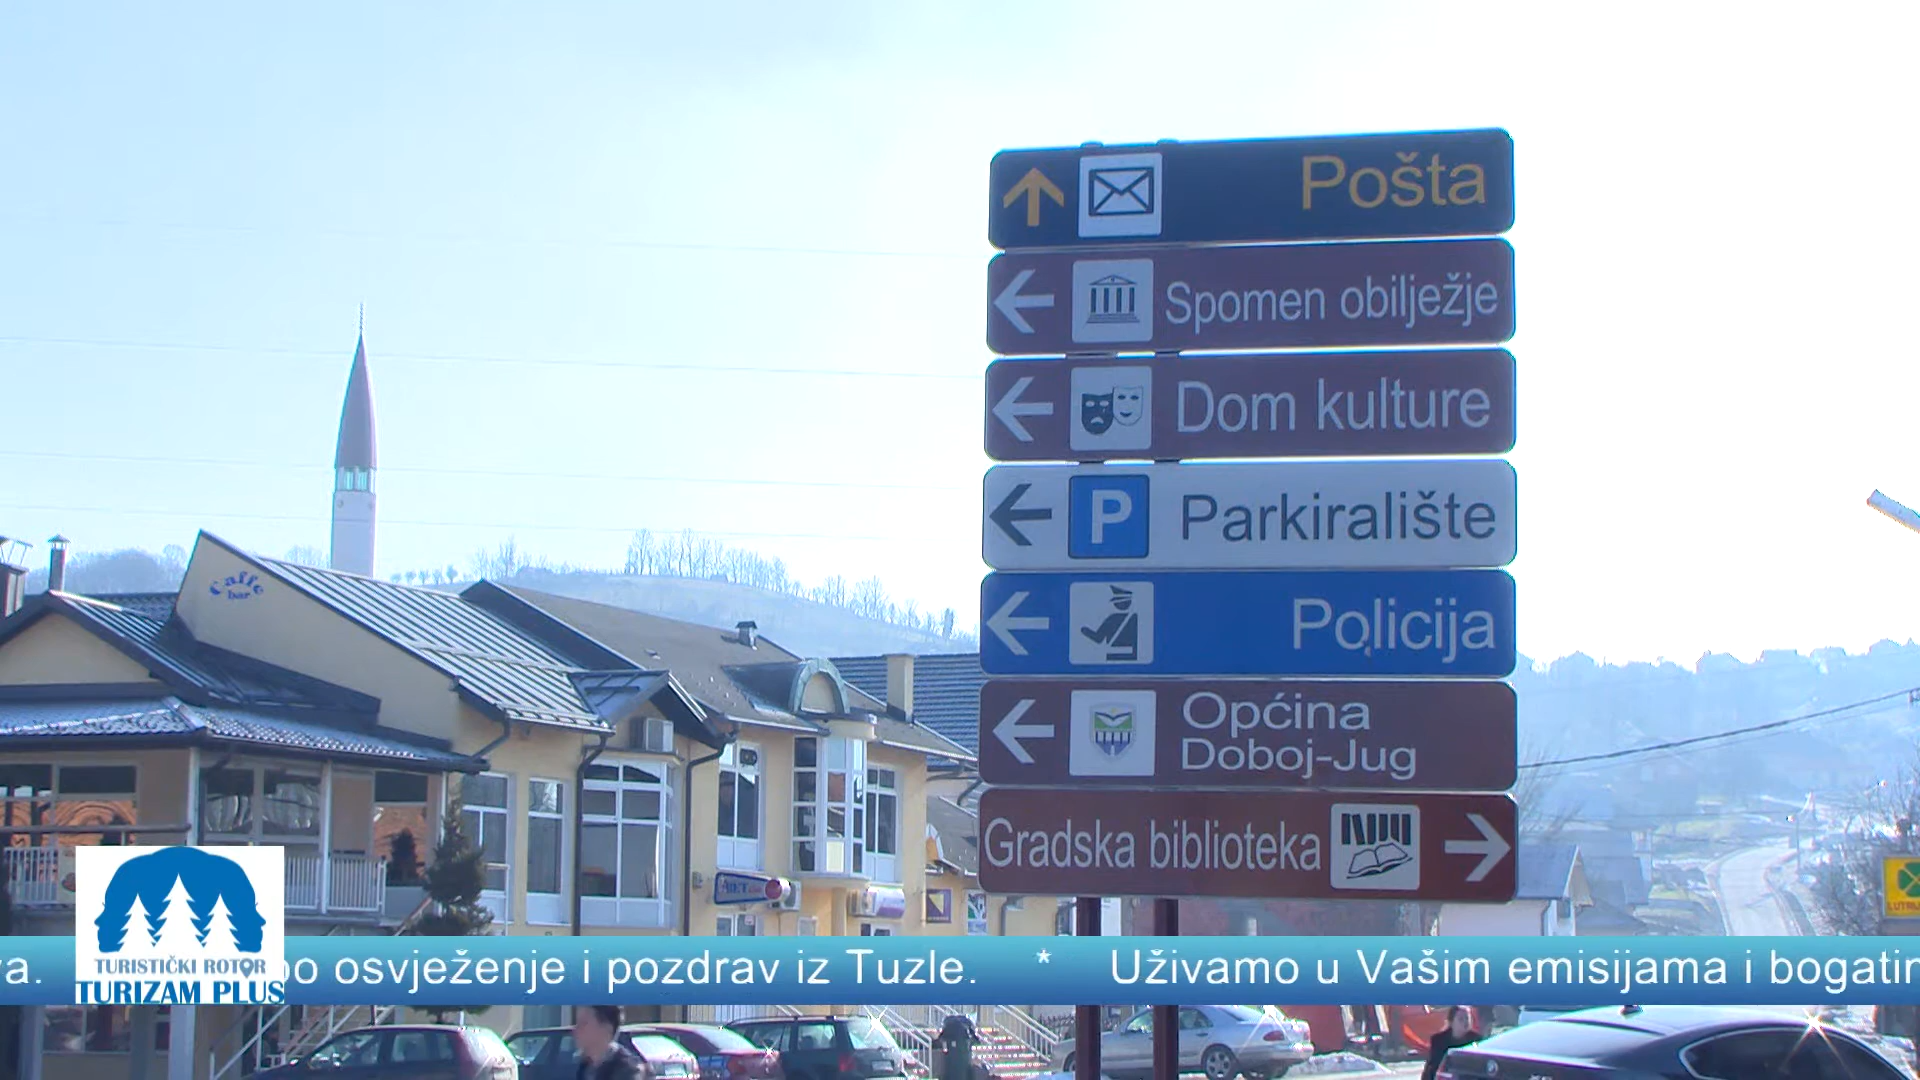 Pošta
Spomen obilježje
Dom kulture
P Parkiralište
Policija
Općina
Doboj-Jug
Gradska biblioteka
Caffe
bar
TURISTIČKI ROTOR
TURIZAM PLUS
osvježenje i pozdrav iz Tuzle. * Uživamo u Vašim emisijama i